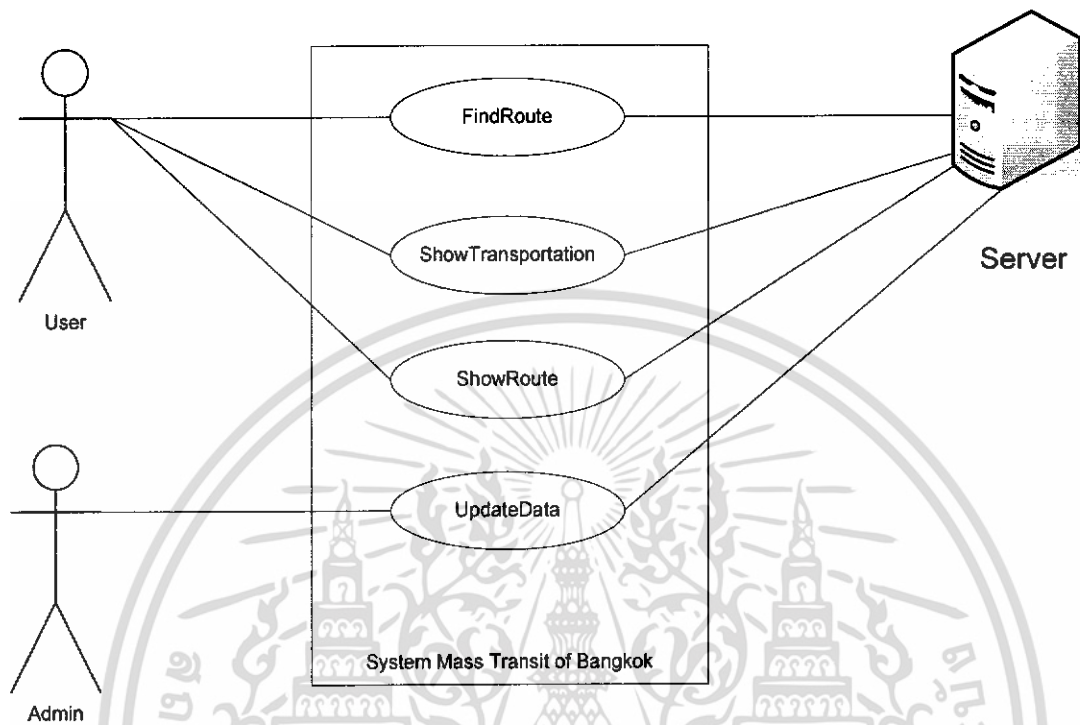 FindRoute
ShowTransportation
Server
User
ShowRoute
UpdateData
System Mass Transit of Bangkok
Admin